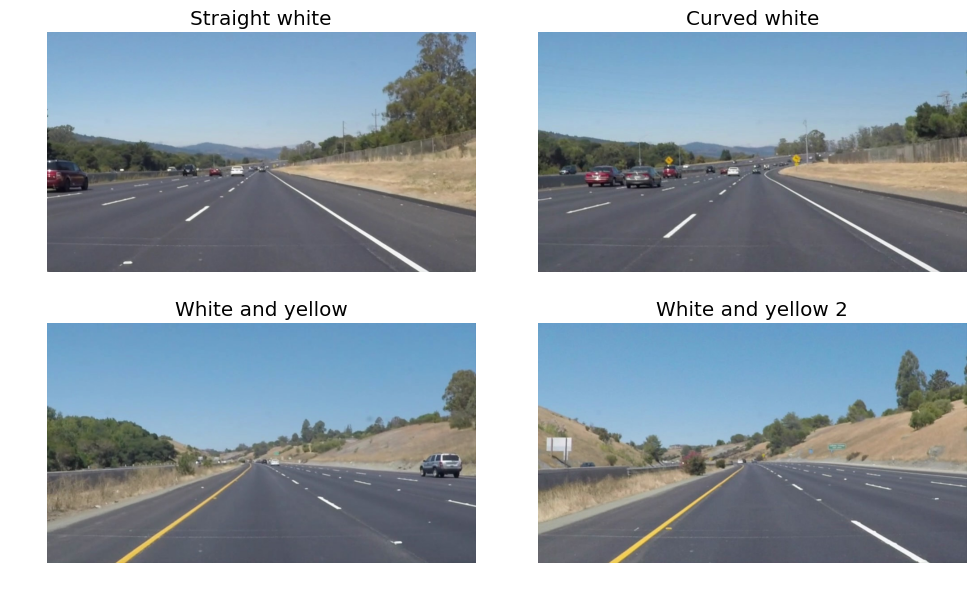 Straight white
Curved white
White and yellow
White and yellow 2